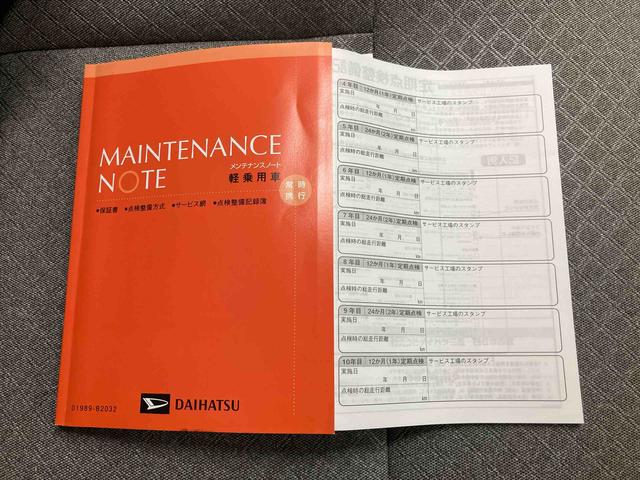 MAINTENANCE
NOTE
メンテナンスノート
軽乗用車
常時
携行
●保証書 ●点検整備方式 ●サービス網 ●点検整備記録簿
DAIHATSU
D1989-B2032
4年目 12か月(1年)定期点検 サービス工場のスタンプ
実施日
年 月 日
点検時の総走行距離
km
5年目 24か月(2年)定期点検 サービス工場のスタンプ
実施日
年 月 日
点検時の総走行距離
km
6年目 12か月(1年)定期点検 サービス工場のスタンプ
実施日
年 月 日
点検時の総走行距離
km
7年目 24か月(2年)定期点検 サービス工場のスタンプ
実施日
年 月 日
点検時の総走行距離
km
8年目 12か月(1年)定期点検 サービス工場のスタンプ
実施日
年 月 日
点検時の総走行距離
km
9年目 24か月(2年)定期点検 サービス工場のスタンプ
実施日
年 月 日
点検時の総走行距離
km
10年目 12か月(1年)定期点検 サービス工場のスタンプ
実施日
年 月 日
点検時の総走行距離
km